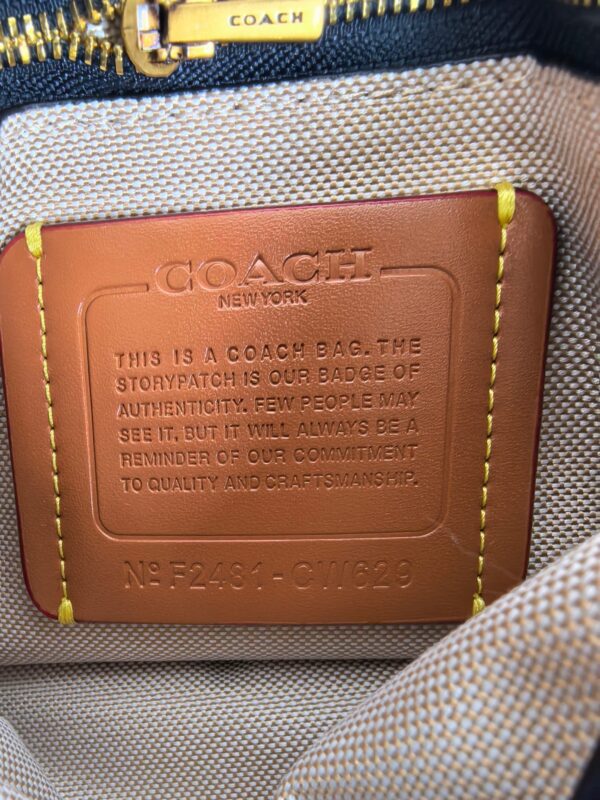 COACH
COACH
NEW YORK
THIS IS A COACH BAG. THE
STORYPATCH IS OUR BADGE OF
AUTHENTICITY. FEW PEOPLE MAY
SEE IT, BUT IT WILL ALWAYS BE A
REMINDER OF OUR COMMITMENT
TO QUALITY AND CRAFTSMANSHIP.
Nº F2481-CW629